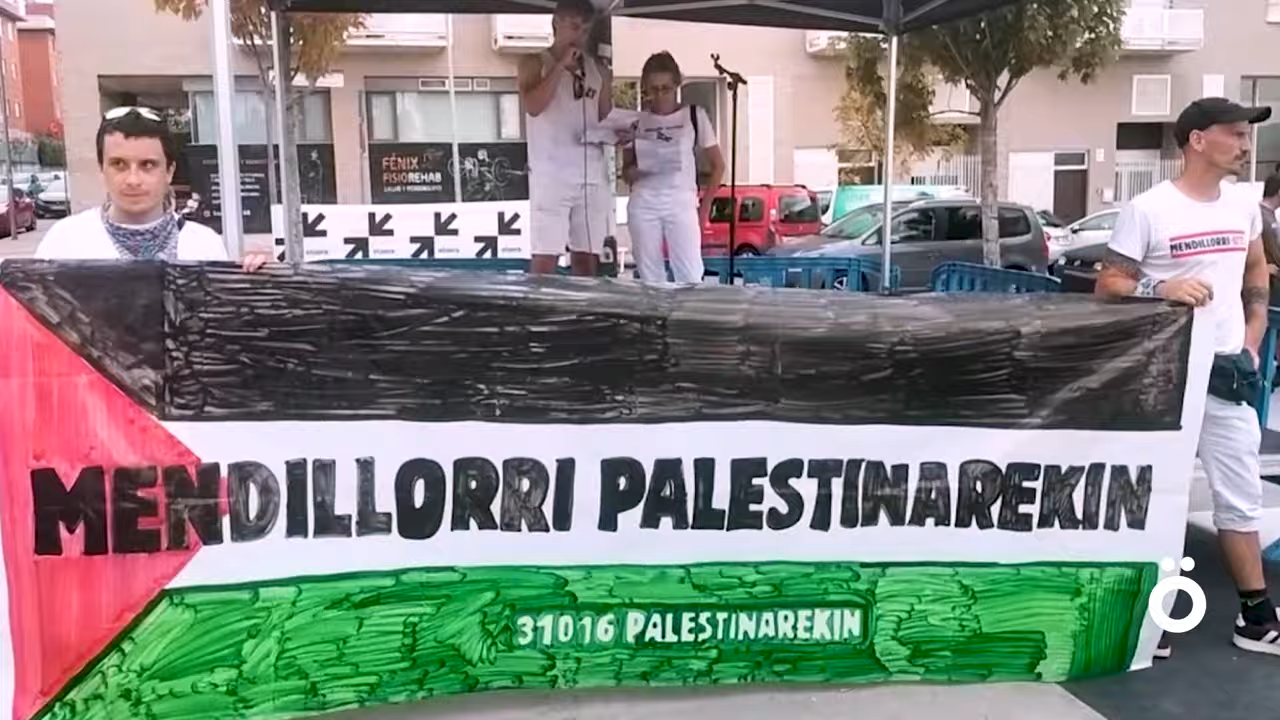 FÉNIX
FISIOREHAB
MENDILLORRI
MENDILLORRI PALESTINAREKIN
31016 PALESTINAREKIN
Ö